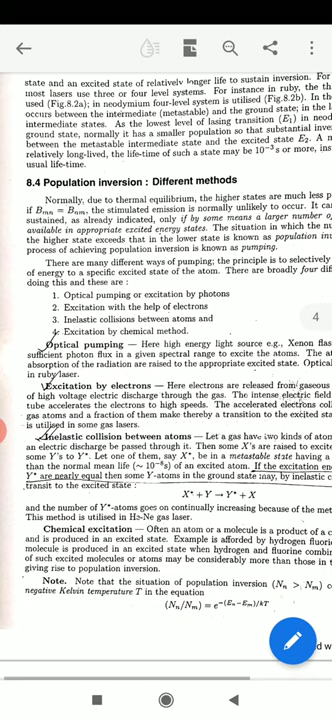 state and an excited state of relatively longer life to sustain inversion. For
most lasers use three or four level systems. For instance in ruby, the th
used (Fig.8.2a); in neodymium four-level system is utilised (Fig.8.2b). In th
occurs between the intermediate (metastable) and the ground state; in the l
intermediate states. As the lowest level of lasing transition (E₁) in neod
ground state, normally it has a smaller population so that substantial inve
between the metastable intermediate state and the excited state E₂. A m
relatively long-lived, the life-time of such a state may be 10⁻³ s or more, ins
usual life-time.
8.4 Population inversion : Different methods
Normally, due to thermal equilibrium, the higher states are much less p
if Bₘₙ = Bₙₘ, the stimulated emission is normally unlikely to occur. It ca
sustained, as already indicated, only if by some means a larger number o
available in appropriate excited energy states. The situation in which the nu
the higher state exceeds that in the lower state is known as population inv
process of achieving population inversion is known as pumping.
There are many different ways of pumping; the principle is to selectively
of energy to a specific excited state of the atom. There are broadly four dif
doing this and these are :
1. Optical pumping or excitation by photons
2. Excitation with the help of electrons
3. Inelastic collisions between atoms and
4. Excitation by chemical method.
4
Optical pumping — Here high energy light source e.g., Xenon flas
sufficient photon flux in a given spectral range to excite the atoms. The at
absorption of the radiation are raised to the appropriate excited state. Optical
in ruby laser.
Excitation by electrons — Here electrons are released from gaseous
of high voltage electric discharge through the gas. The intense electric field
tube accelerates the electrons to high speeds. The accelerated electrons coll
gas atoms and a fraction of them make thereby a transition to the excited sta
is utilised in some gas lasers.
Inelastic collision between atoms — Let a gas have two kinds of atom
an electric discharge be passed through it. Then some X's are raised to excite
some Y's to Y*. Let one of them, say X*, be in a metastable state having a
than the normal mean life (∼ 10⁻⁸s) of an excited atom. If the excitation en
Y* are nearly equal then some Y-atoms in the ground state may, by inelastic c
transit to the excited state :
X* + Y → Y* + X
and the number of Y*-atoms goes on continually increasing because of the met
This method is utilised in He-Ne gas laser.
Chemical excitation — Often an atom or a molecule is a product of a c
and is produced in an excited state. Example is afforded by hydrogen fluori
molecule is produced in an excited state when hydrogen and fluorine combin
of such excited molecules or atoms may be considerably more than those in t
giving rise to population inversion.
Note. Note that the situation of population inversion (Nₙ > Nₘ) c
negative Kelvin temperature T in the equation
(Nₙ/Nₘ) = e^−(Eₙ−Eₘ)/kT
d w